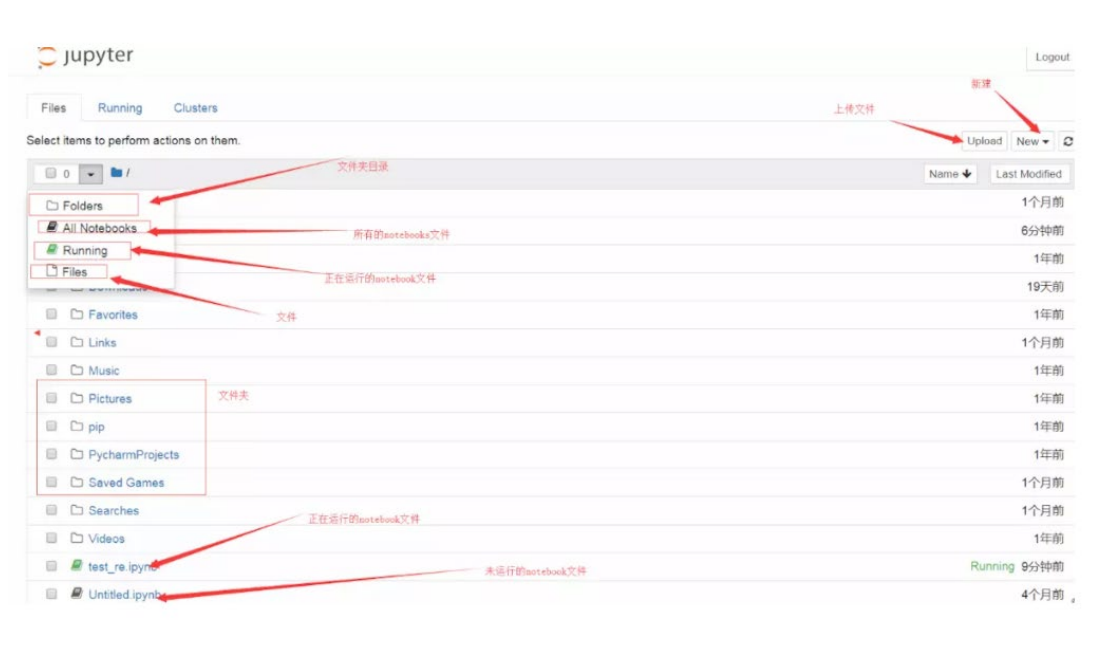 jupyter
Logout
新建
Files Running Clusters
上传文件
Select items to perform actions on them.
Upload New
0 /
文件夹目录
Name Last Modified
Folders
1个月前
All Notebooks
所有的notebooks文件
6分钟前
Running
1年前
正在运行的notebook文件
Files
19天前
Favorites
文件
1年前
Links
1个月前
Music
1年前
Pictures
文件夹
1年前
pip
1年前
PycharmProjects
1年前
Saved Games
1个月前
Searches
1个月前
正在运行的notebook文件
Videos
1年前
test_re.ipynb
Running 9分钟前
未运行的notebook文件
Untitled.ipynb
4个月前